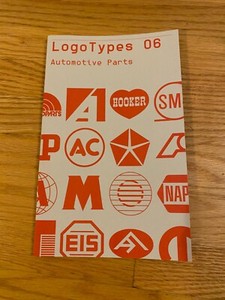 LogoTypes 06
Automotive Parts
A
HOOKER
SM
P
AC
A
M
NAP
EIS